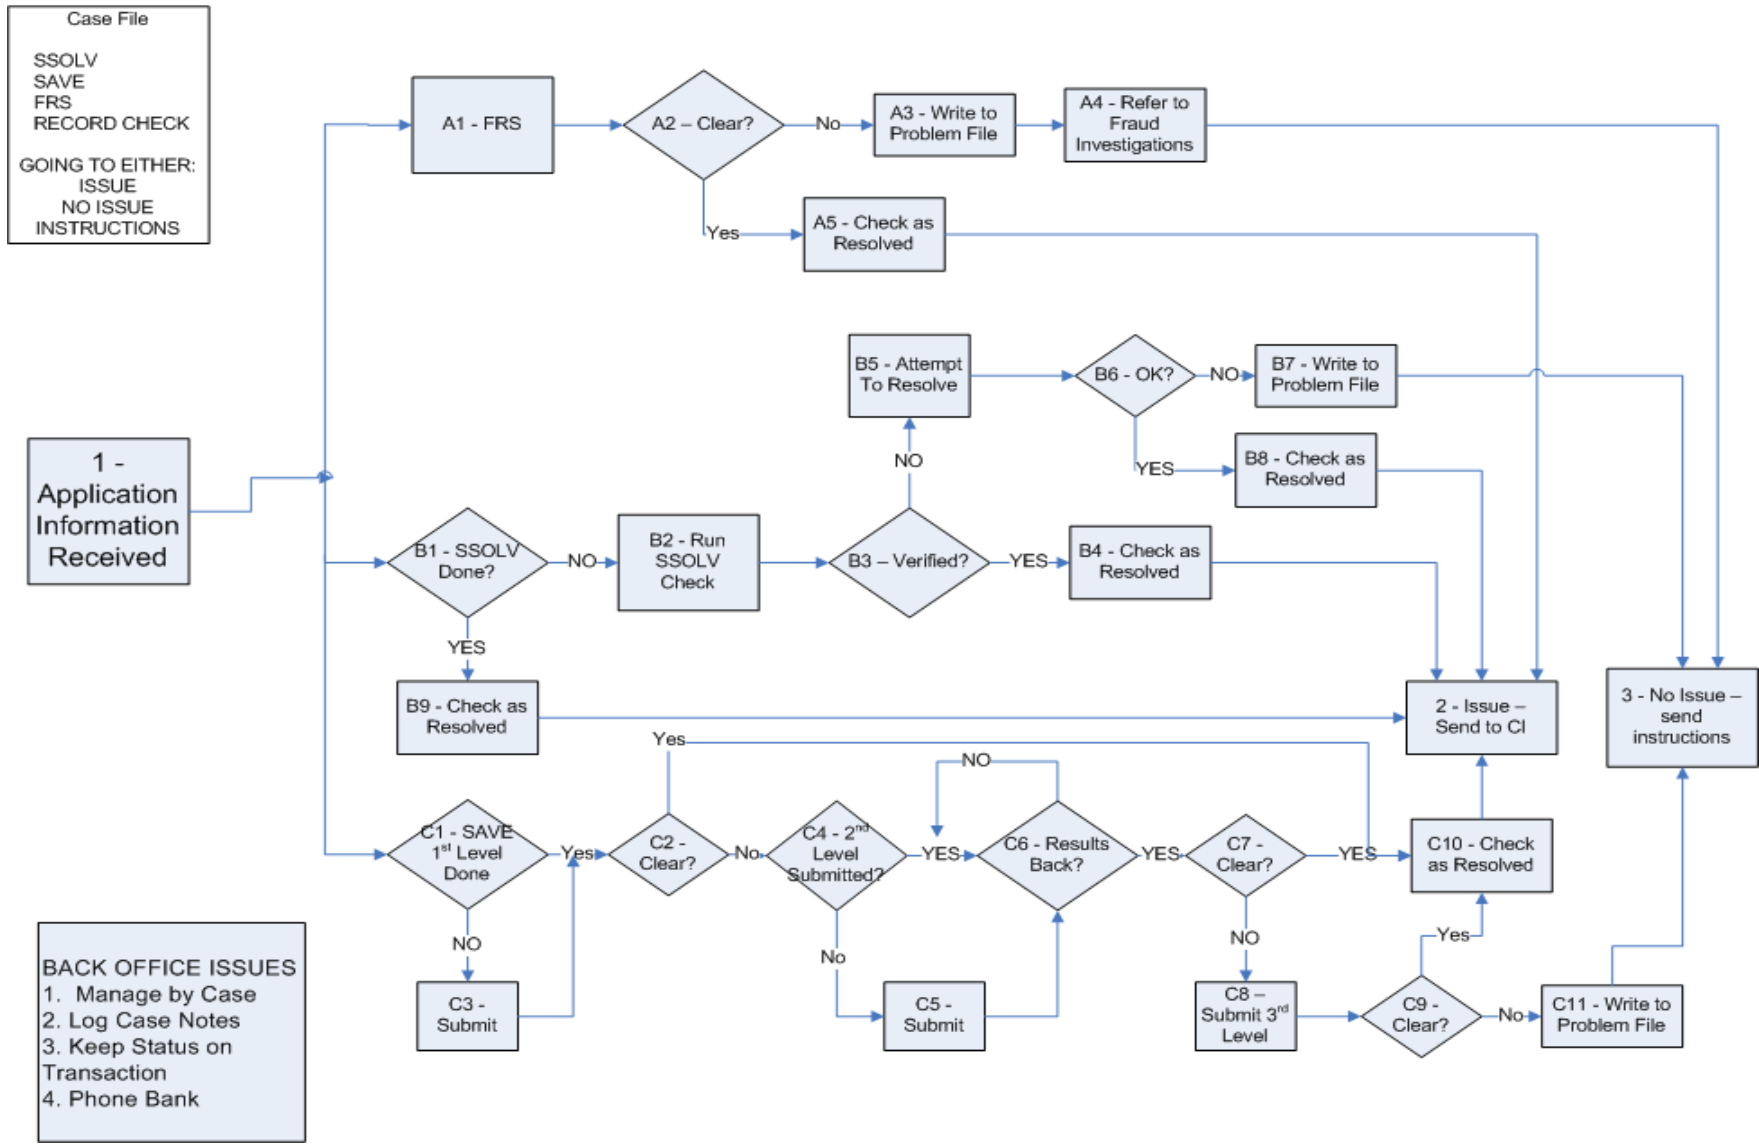 Case File
SSOLV
SAVE
FRS
RECORD CHECK
GOING TO EITHER:
ISSUE
NO ISSUE
INSTRUCTIONS
A1 - FRS
A2 – Clear?
No
A3 - Write to
Problem File
A4 - Refer to
Fraud
Investigations
Yes
A5 - Check as
Resolved
1 -
Application
Information
Received
B1 - SSOLV
Done?
NO
B2 - Run
SSOLV
Check
B3 – Verified?
NO
B5 - Attempt
To Resolve
B6 - OK?
NO
B7 - Write to
Problem File
YES
B8 - Check as
Resolved
YES
B4 - Check as
Resolved
YES
B9 - Check as
Resolved
2 - Issue –
Send to CI
3 - No Issue –
send
instructions
C1 - SAVE
1st Level
Done
Yes
NO
C3 -
Submit
C2 -
Clear?
Yes
No
C4 - 2nd
Level
Submitted?
YES
No
C5 -
Submit
NO
C6 - Results
Back?
YES
C7 -
Clear?
YES
NO
C8 –
Submit 3rd
Level
C9 -
Clear?
Yes
C10 - Check
as Resolved
No
C11 - Write to
Problem File
BACK OFFICE ISSUES
1. Manage by Case
2. Log Case Notes
3. Keep Status on
Transaction
4. Phone Bank